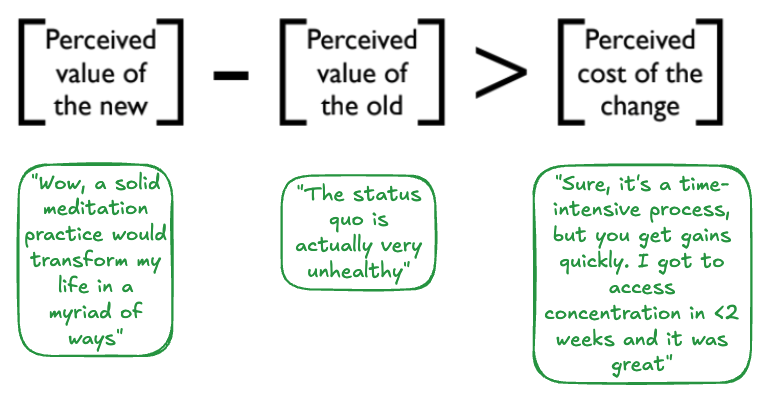 Perceived
value of
the new
-
Perceived
value of
the old
>
Perceived
cost of the
change
"Wow, a solid
meditation
practice would
transform my
life in a
myriad of
ways"
"The status
quo is
actually very
unhealthy"
"Sure, it's a time-
intensive process,
but you get gains
quickly. I got to
access
concentration in <2
weeks and it was
great"